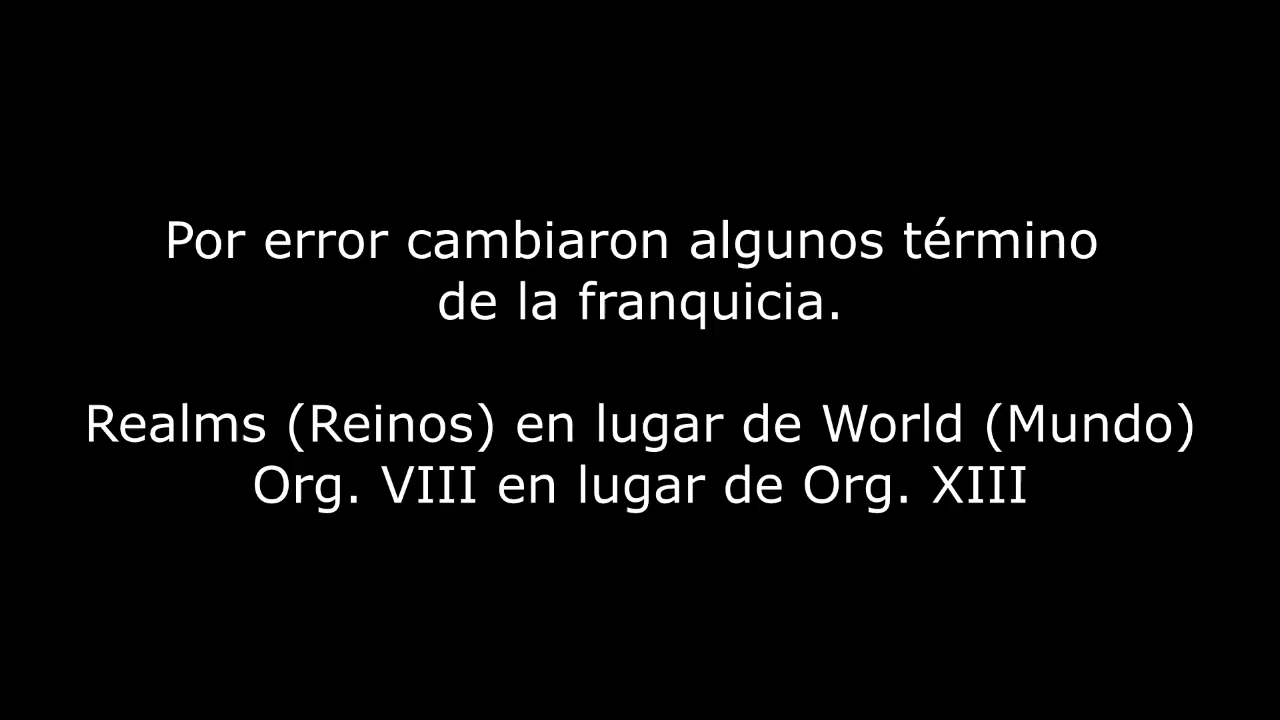 Por error cambiaron algunos término
de la franquicia.
Realms (Reinos) en lugar de World (Mundo)
Org. VIII en lugar de Org. XIII